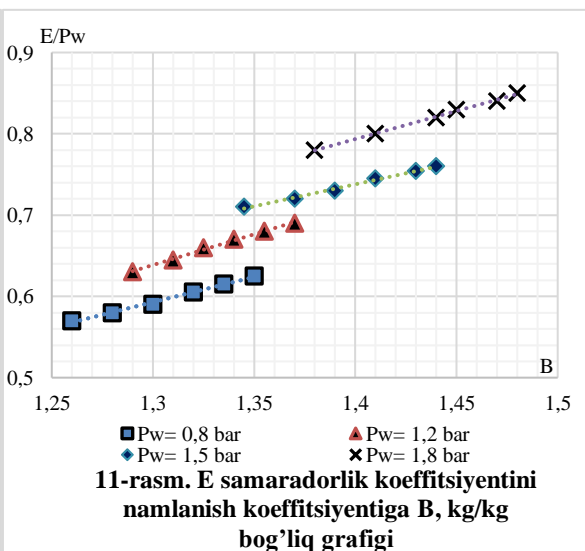 E/Pw
0,9
0,8
0,7
0,6
0,5
B
1,25 1,3 1,35 1,4 1,45 1,5
Pw= 0,8 bar Pw= 1,2 bar
Pw= 1,5 bar Pw= 1,8 bar
11-rasm. E samaradorlik koeffitsiyentini
namlanish koeffitsiyentiga B, kg/kg
bog’liq grafigi